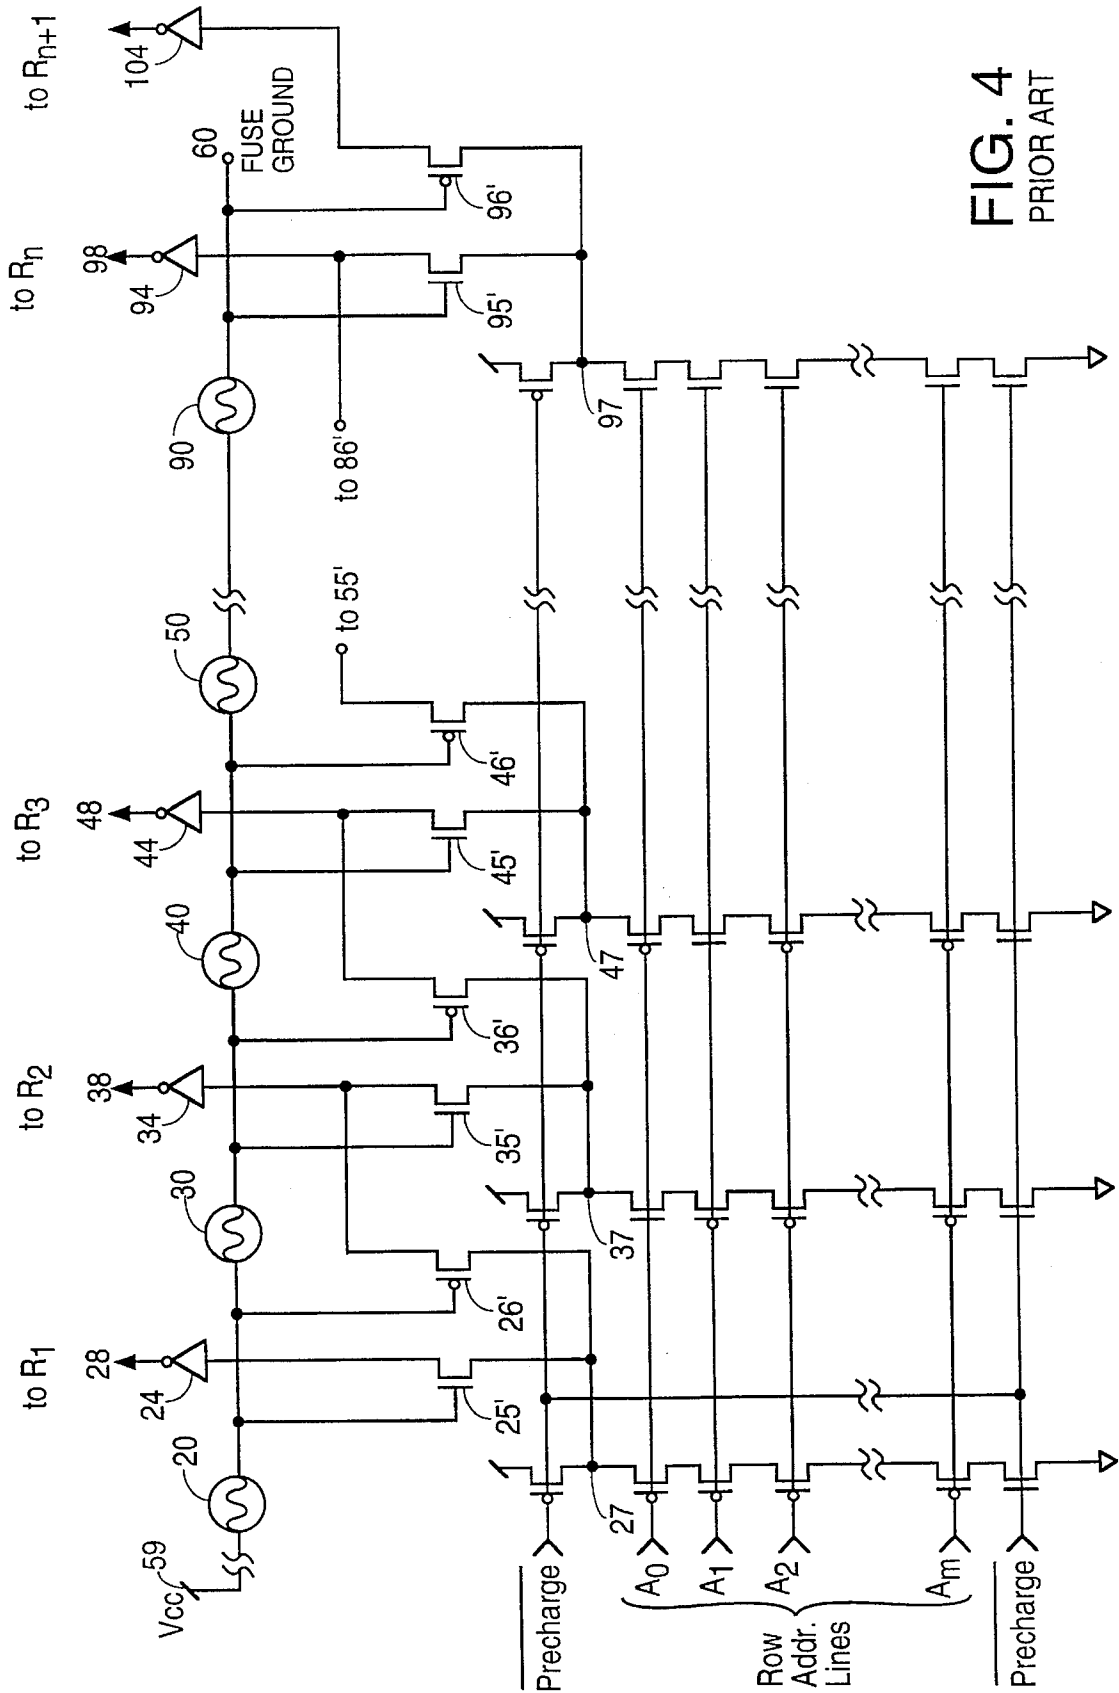 to R1
to R2
to R3
to Rn
to Rn+1
28
38
48
98
24
34
44
94
104
Vcc
59
20
30
40
50
90
60
FUSE
GROUND
25'
26'
35'
36'
45'
46'
to 55'
to 86'
95'
96'
27
37
47
97
Precharge
A0
A1
A2
Am
Row
Addr.
Lines
Precharge
FIG. 4
PRIOR ART